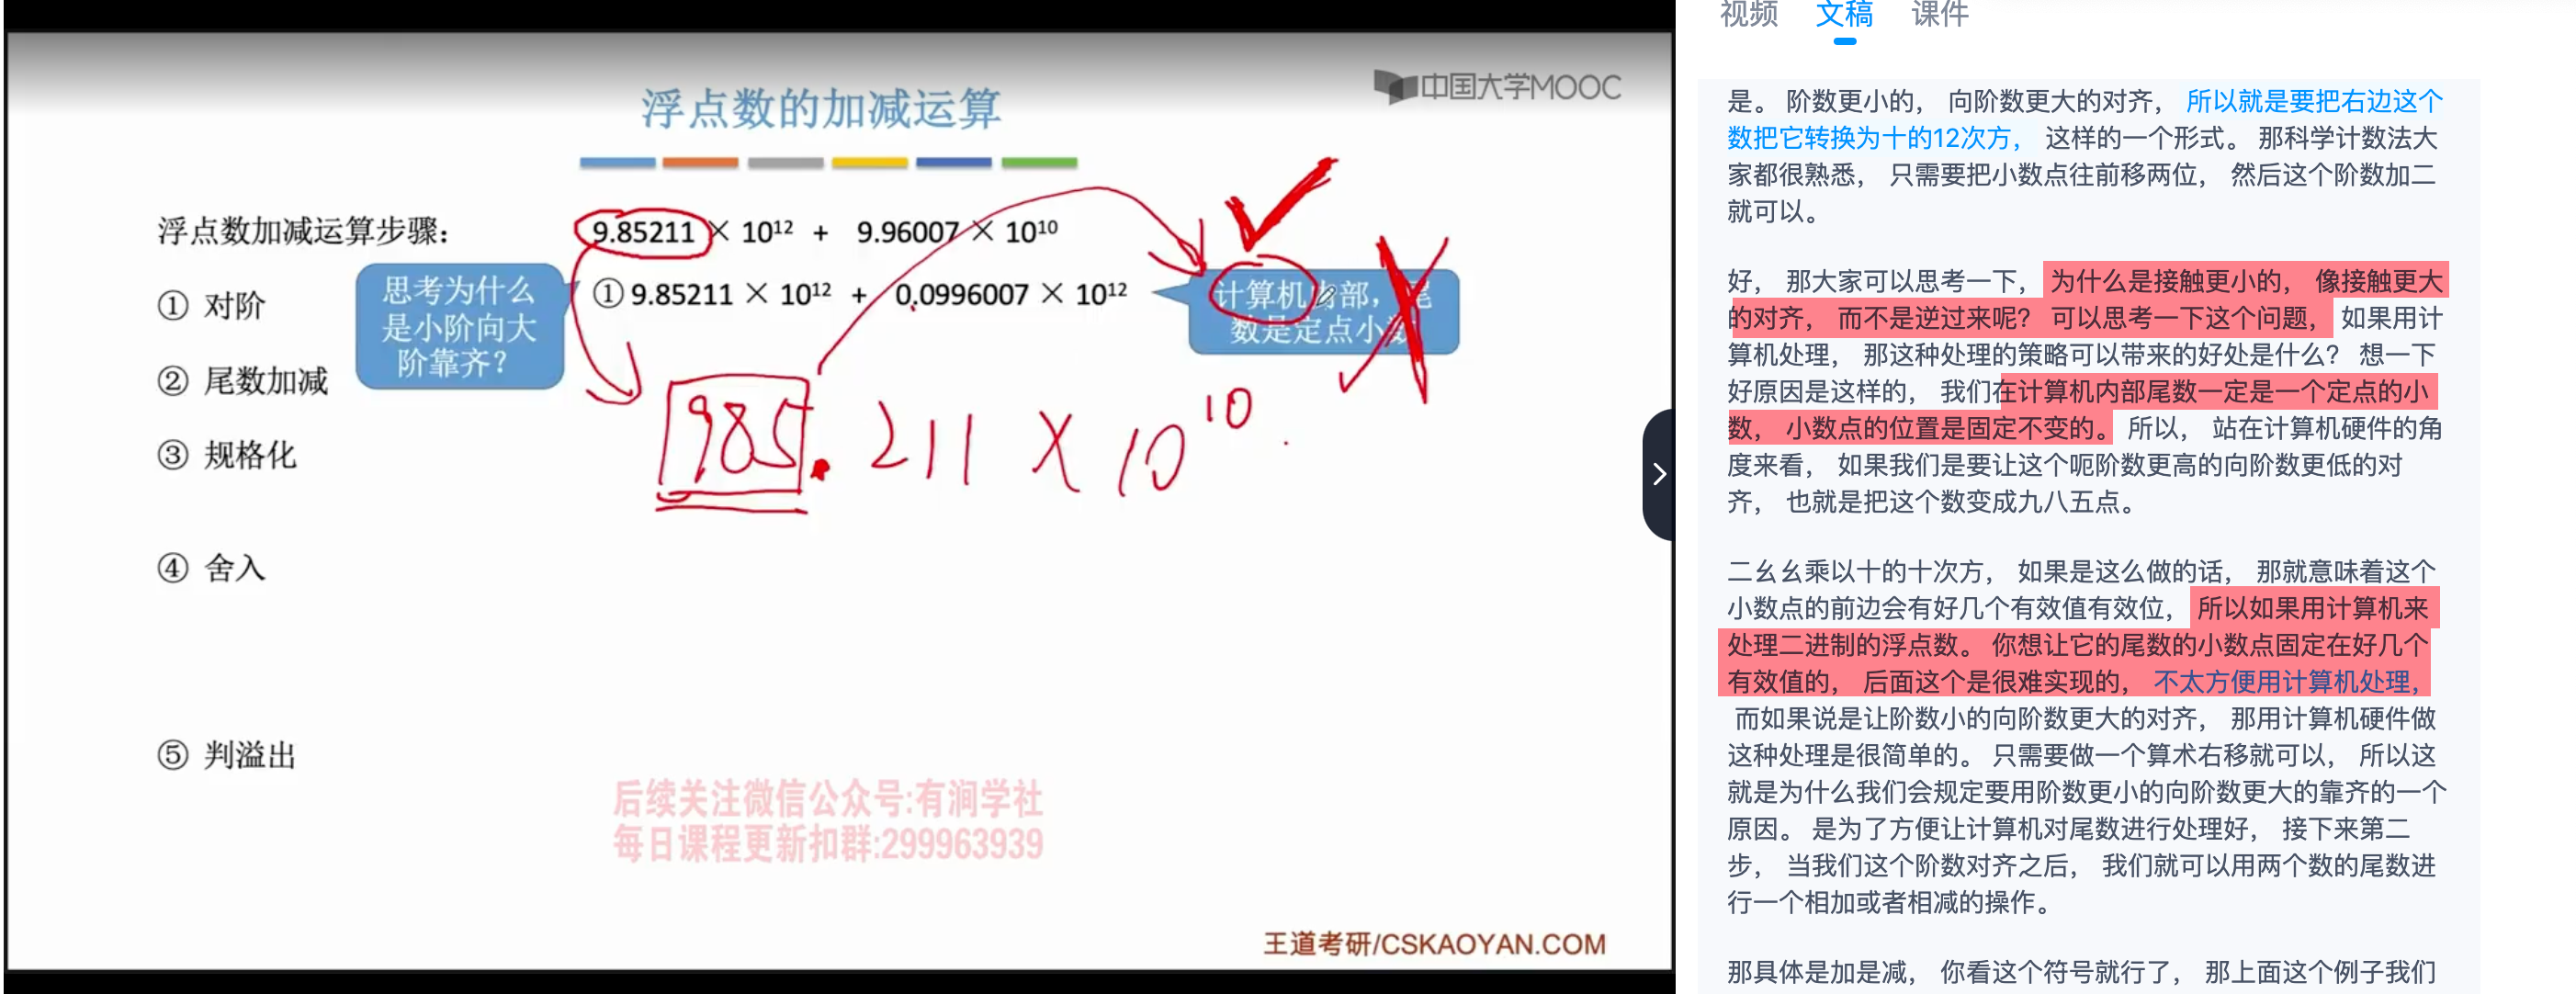 中国大学MOOC
浮点数的加减运算
浮点数加减运算步骤：
9.85211 × 10¹² + 9.96007 × 10¹⁰
① 对阶
思考为什么
是小阶向大
阶靠齐？
① 9.85211 × 10¹² + 0.0996007 × 10¹²
计算机内部，尾
数是定点小数
② 尾数加减
985.211 × 10¹⁰
③ 规格化
④ 舍入
⑤ 判溢出
后续关注微信公众号:有涧学社
每日课程更新扣群:299963939
王道考研/CSKAOYAN.COM
视频 文稿 课件
是。 阶数更小的， 向阶数更大的对齐， 所以就是要把右边这个
数把它转换为十的12次方， 这样的一个形式。 那科学计数法大
家都很熟悉， 只需要把小数点往前移两位， 然后这个阶数加二
就可以。
好， 那大家可以思考一下， 为什么是接触更小的， 像接触更大
的对齐， 而不是逆过来呢? 可以思考一下这个问题， 如果用计
算机处理， 那这种处理的策略可以带来的好处是什么? 想一下
好原因是这样的， 我们在计算机内部尾数一定是一个定点的小
数， 小数点的位置是固定不变的。 所以， 站在计算机硬件的角
度来看， 如果我们是要让这个呃阶数更高的向阶数更低的对
齐， 也就是把这个数变成九八五点。
二幺幺乘以十的十次方， 如果是这么做的话， 那就意味着这个
小数点的前边会有好几个有效值有效位， 所以如果用计算机来
处理二进制的浮点数。 你想让它的尾数的小数点固定在好几个
有效值的， 后面这个是很难实现的， 不太方便用计算机处理，
而如果说是让阶数小的向阶数更大的对齐， 那用计算机硬件做
这种处理是很简单的。 只需要做一个算术右移就可以， 所以这
就是为什么我们会规定要用阶数更小的向阶数更大的靠齐的一个
原因。 是为了方便让计算机对尾数进行处理好， 接下来第二
步， 当我们这个阶数对齐之后， 我们就可以用两个数的尾数进
行一个相加或者相减的操作。
那具体是加是减， 你看这个符号就行了， 那上面这个例子我们